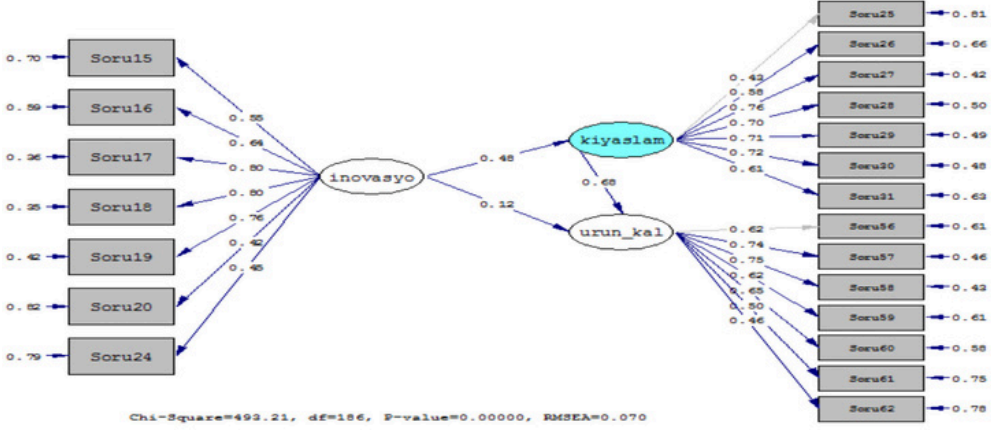 0.70 Soru15
0.59 Soru16
0.36 Soru17
0.35 Soru18
0.42 Soru19
0.82 Soru20
0.79 Soru24
0.55
0.64
0.80
0.80
0.76
0.42
0.45
inovasyo
0.48
0.12
kiyaslam
0.68
urun_kal
0.43
0.58
0.76
0.70
0.71
0.72
0.61
0.62
0.74
0.75
0.62
0.65
0.50
0.46
Soru25 0.81
Soru26 0.66
Soru27 0.42
Soru28 0.50
Soru29 0.49
Soru30 0.48
Soru31 0.63
Soru56 0.61
Soru57 0.46
Soru58 0.43
Soru59 0.61
Soru60 0.58
Soru61 0.75
Soru62 0.78
Chi-Square=493.21, df=186, P-value=0.00000, RMSEA=0.070